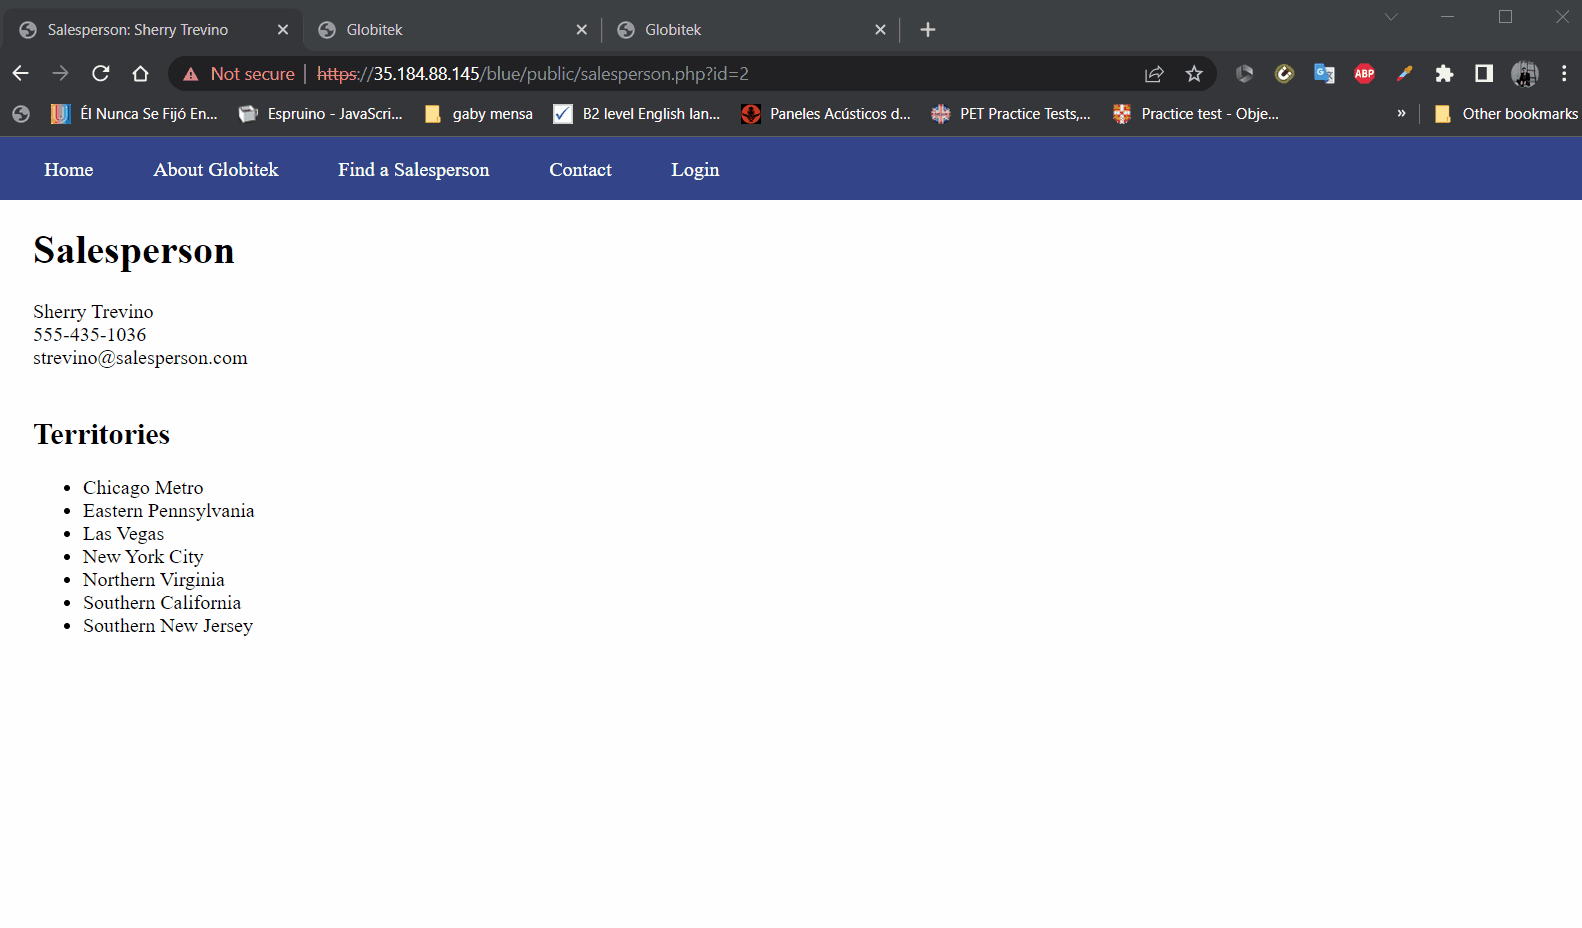 Salesperson: Sherry Trevino
Globitek
Globitek
Not secure
https://35.184.88.145/blue/public/salesperson.php?id=2
ABP
Él Nunca Se Fijó En...
Espruino - JavaScri...
gaby mensa
B2 level English lan...
Paneles Acústicos d...
PET Practice Tests,...
Practice test - Obje...
»
Other bookmarks
Home
About Globitek
Find a Salesperson
Contact
Login
Salesperson
Sherry Trevino
555-435-1036
strevino@salesperson.com
Territories
Chicago Metro
Eastern Pennsylvania
Las Vegas
New York City
Northern Virginia
Southern California
Southern New Jersey